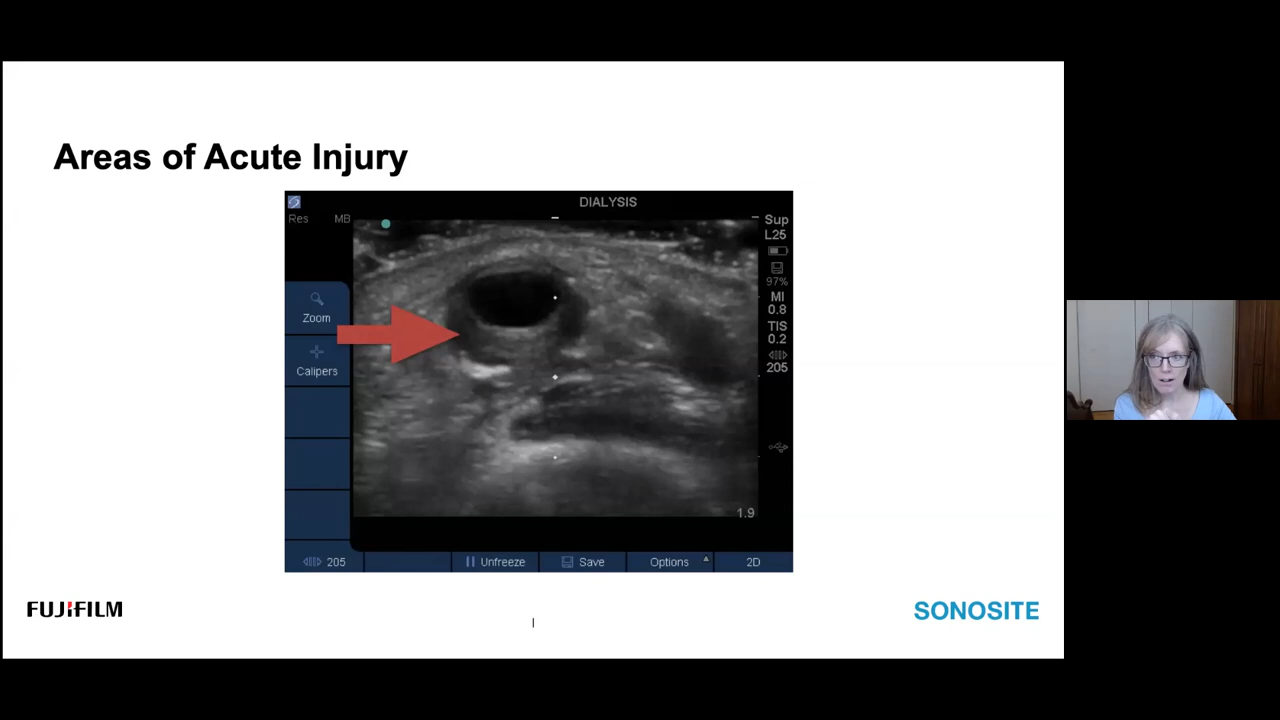 Areas of Acute Injury
DIALYSIS
Res MB
Sup
L25
97%
MI
0.8
TIS
0.2
205
Zoom
Calipers
1.9
205 Unfreeze Save Options 2D
FUJIFILM
SONOSITE